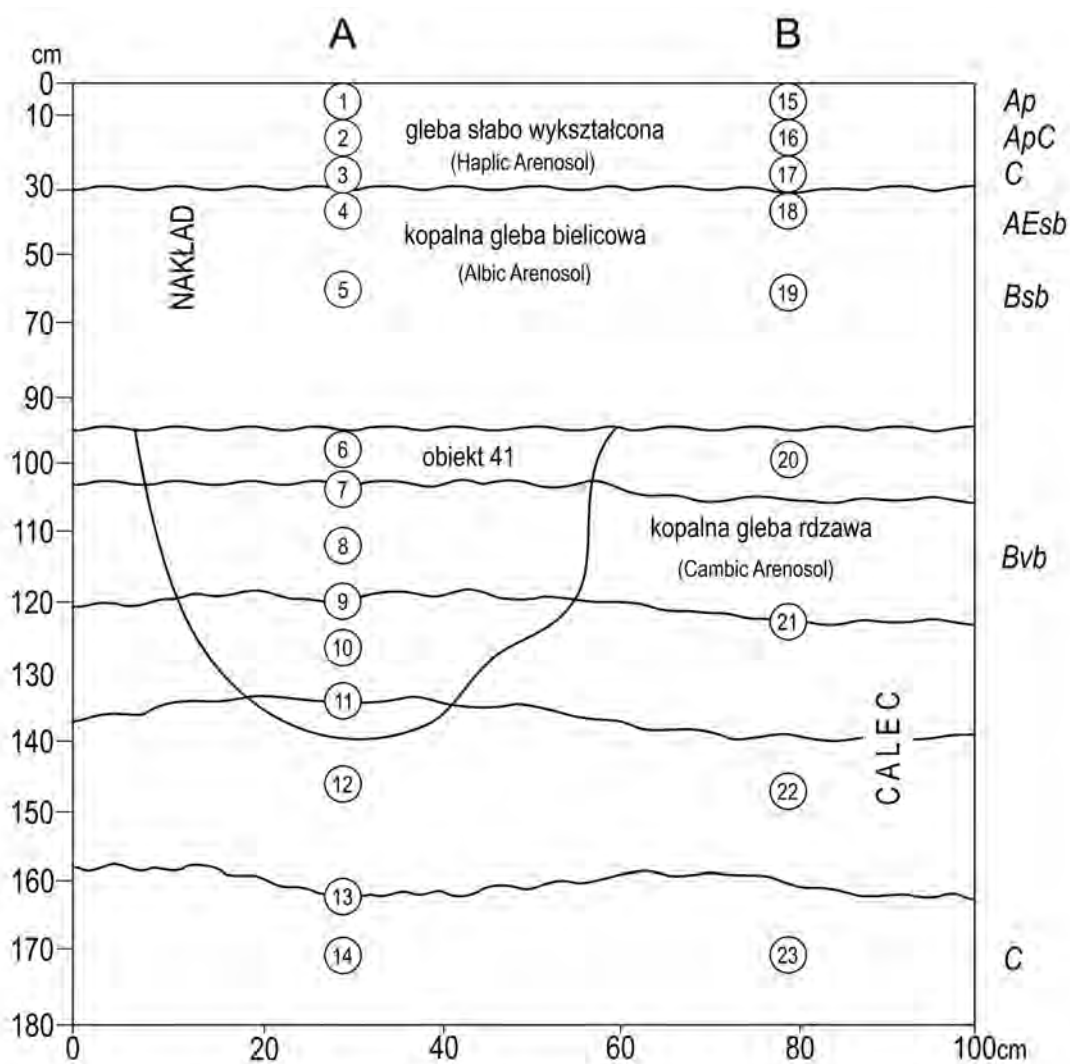 A B
cm
0 1 15 Ap
10
2 gleba słabo wykształcona 16 ApC
(Haplic Arenosol)
3 17 C
30
4 18 AEsb
NAKŁAD
kopalna gleba bielicowa
50 (Albic Arenosol)
5 19 Bsb
70
90
6 obiekt 41 20
100
7
110 kopalna gleba rdzawa
8 (Cambic Arenosol) Bvb
120 9
21
10
130
11
140
CALEC
12 22
150
160
13
170 14 23 C
180
0 20 40 60 80 100cm